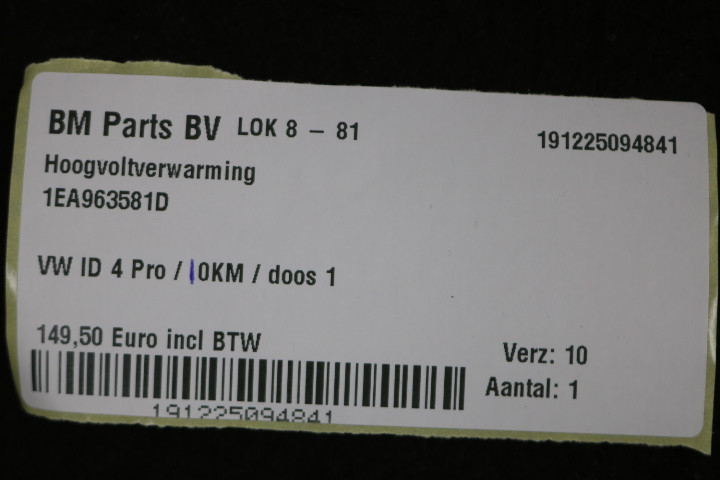 BM Parts BV LOK 8 - 81
191225094841
Hoogvoltverwarming
1EA963581D
VW ID 4 Pro / 10KM / doos 1
149,50 Euro incl BTW
Verz: 10
Aantal: 1
191225094841